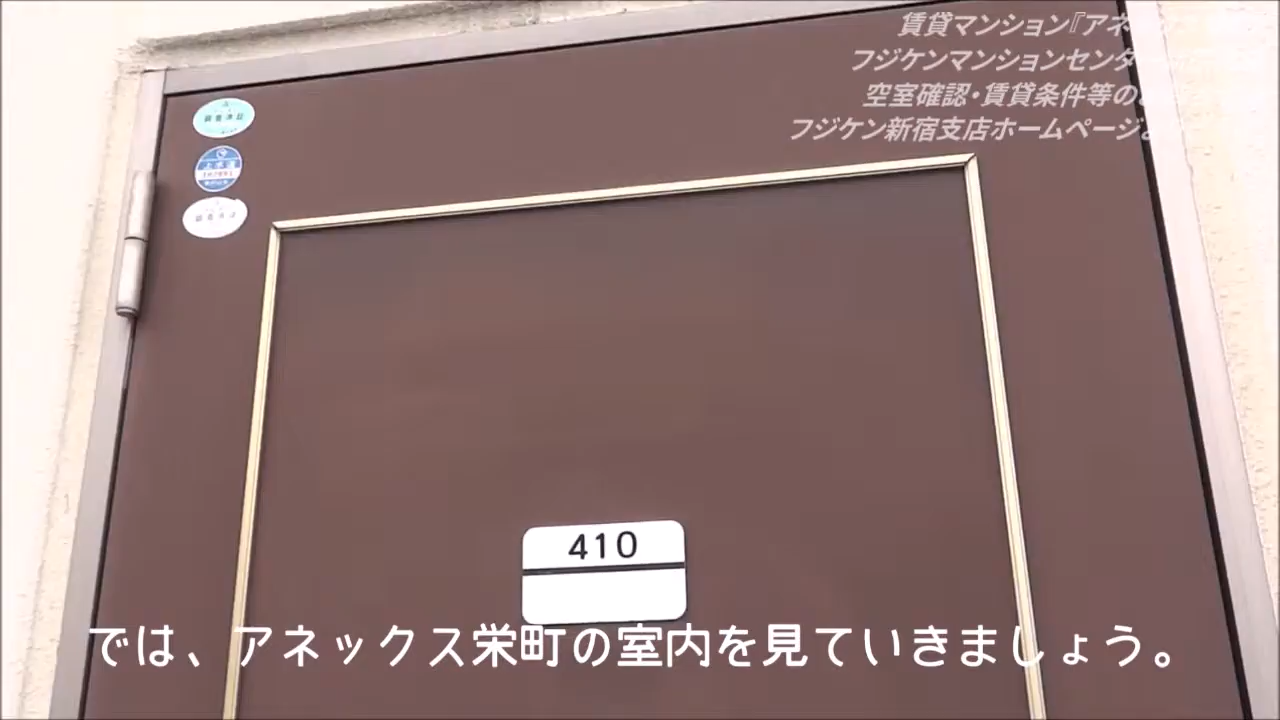 賃貸マンション『アネ
フジケンマンションセンタ
空室確認・賃貸条件等の
フジケン新宿支店ホームページ
上水道
410
では、アネックス栄町の室内を見ていきましょう。